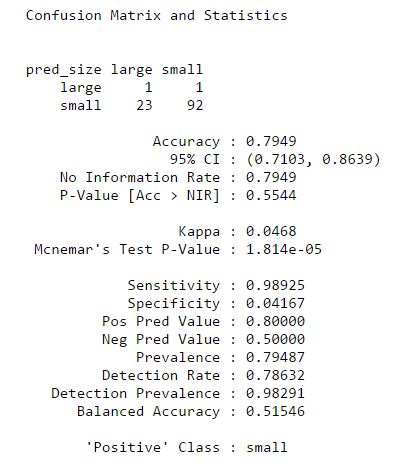 Confusion Matrix and Statistics
pred_size large small
large 1 1
small 23 92
Accuracy : 0.7949
95% CI : (0.7103, 0.8639)
No Information Rate : 0.7949
P-Value [Acc > NIR] : 0.5544
Kappa : 0.0468
Mcnemar's Test P-Value : 1.814e-05
Sensitivity : 0.98925
Specificity : 0.04167
Pos Pred Value : 0.80000
Neg Pred Value : 0.50000
Prevalence : 0.79487
Detection Rate : 0.78632
Detection Prevalence : 0.98291
Balanced Accuracy : 0.51546
'Positive' Class : small